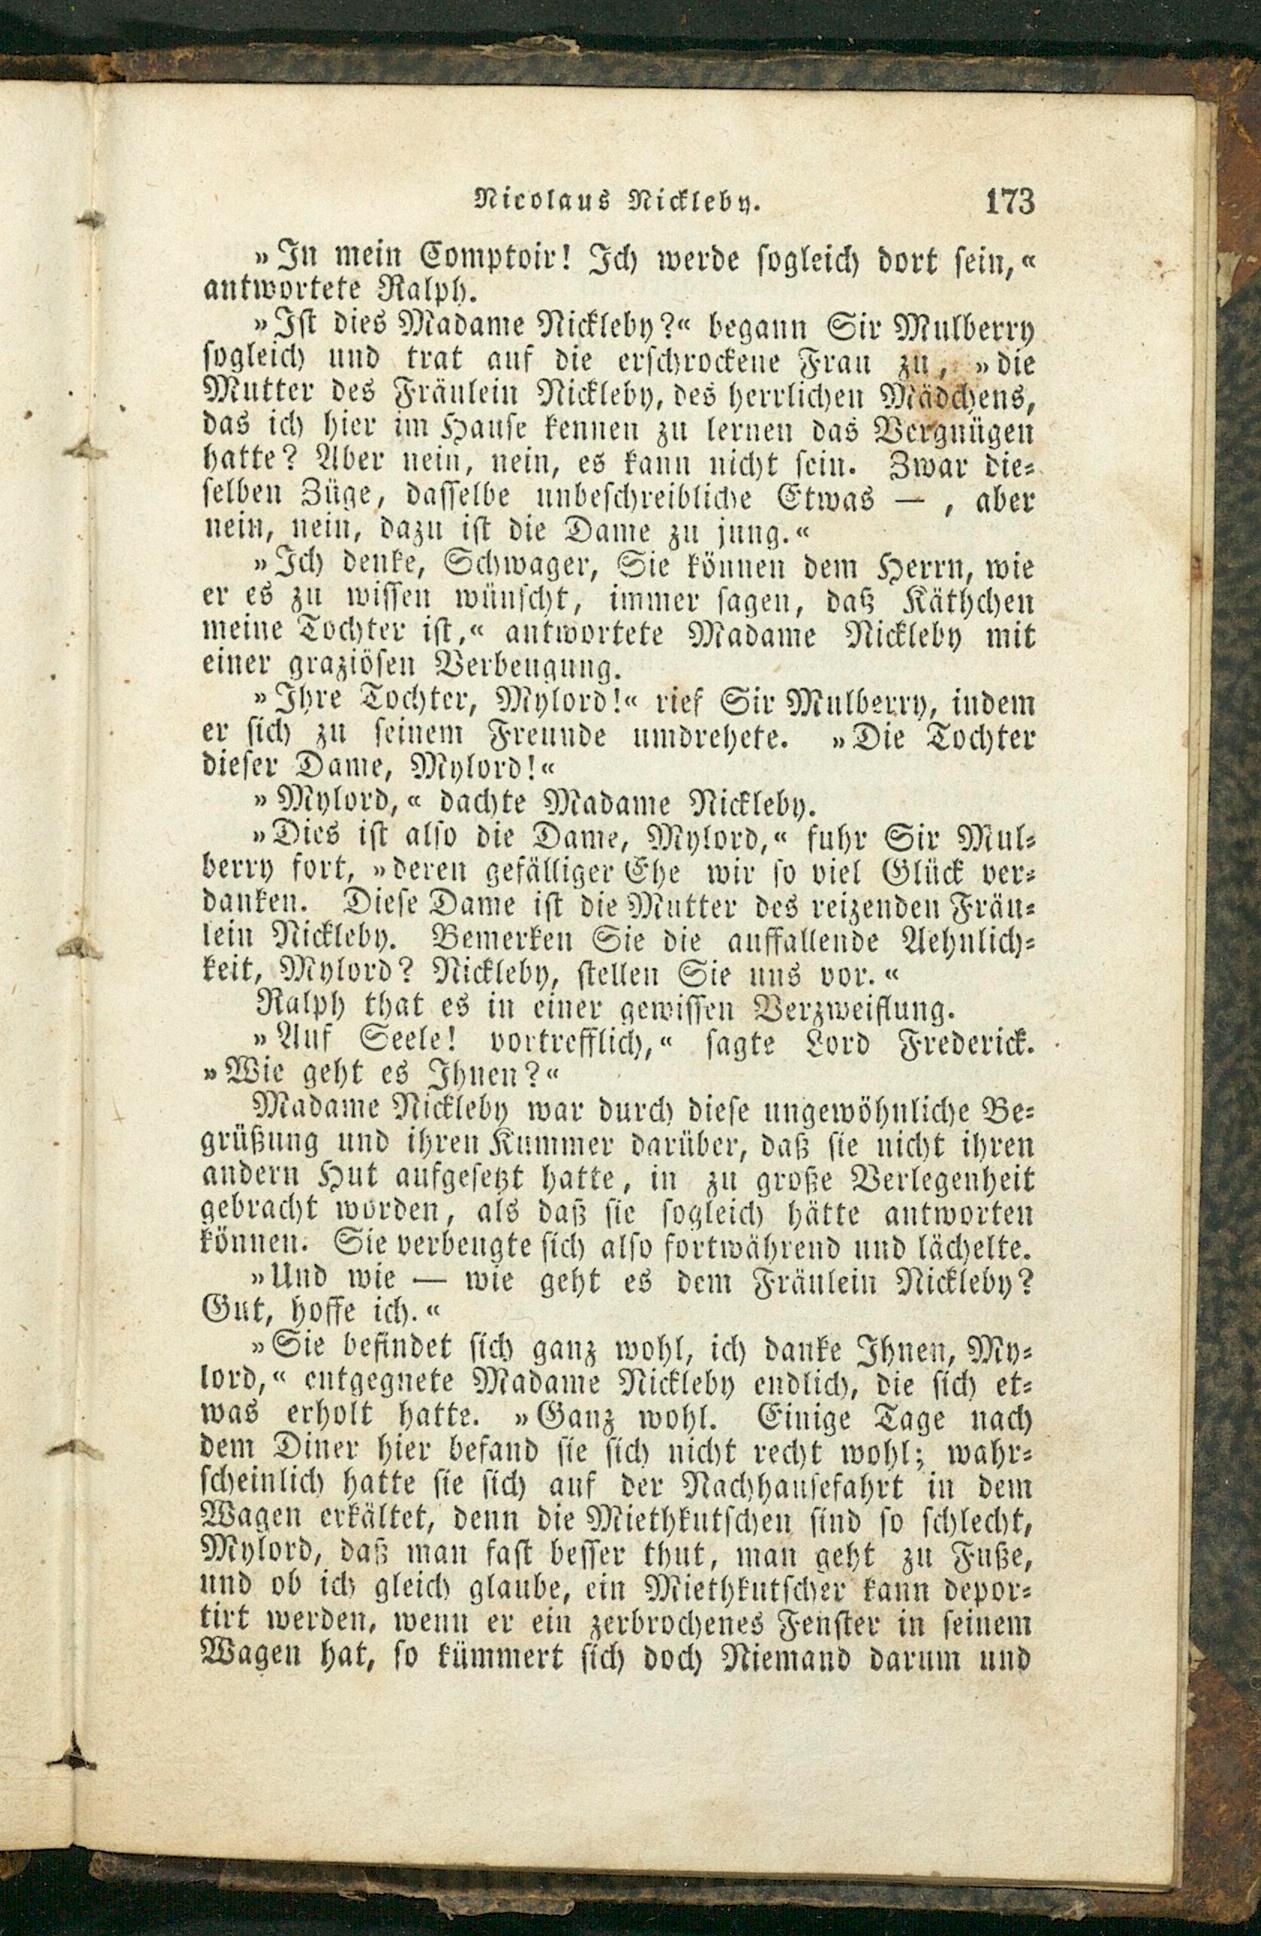 Nicolaus Nickleby. 173
»In mein Comptoir! Ich werde sogleich dort sein,«
antwortete Ralph.
»Ist dies Madame Nickleby?« begann Sir Mulberry
sogleich und trat auf die erschrockene Frau zu, »die
Mutter des Fräulein Nickleby, des herrlichen Mädchens,
das ich hier im Hause kennen zu lernen das Vergnügen
hatte? Aber nein, nein, es kann nicht sein. Zwar die-
selben Züge, dasselbe unbeschreibliche Etwas — , aber
nein, nein, dazu ist die Dame zu jung.«
»Ich denke, Schwager, Sie können dem Herrn, wie
er es zu wissen wünscht, immer sagen, daß Käthchen
meine Tochter ist,« antwortete Madame Nickleby mit
einer graziösen Verbeugung.
»Ihre Tochter, Mylord!« rief Sir Mulberry, indem
er sich zu seinem Freunde umdrehete. »Die Tochter
dieser Dame, Mylord!«
»Mylord,« dachte Madame Nickleby.
»Dies ist also die Dame, Mylord,« fuhr Sir Mul-
berry fort, »deren gefälliger Ehe wir so viel Glück ver-
danken. Diese Dame ist die Mutter des reizenden Fräu-
lein Nickleby. Bemerken Sie die auffallende Aehnlich-
keit, Mylord? Nickleby, stellen Sie uns vor.«
Ralph that es in einer gewissen Verzweiflung.
»Auf Seele! vortrefflich,« sagte Lord Frederick.
»Wie geht es Ihnen?«
Madame Nickleby war durch diese ungewöhnliche Be-
grüßung und ihren Kummer darüber, daß sie nicht ihren
andern Hut aufgesetzt hatte, in zu große Verlegenheit
gebracht worden, als daß sie sogleich hätte antworten
können. Sie verbeugte sich also fortwährend und lächelte.
»Und wie — wie geht es dem Fräulein Nickleby?
Gut, hoffe ich.«
»Sie befindet sich ganz wohl, ich danke Ihnen, My-
lord,« entgegnete Madame Nickleby endlich, die sich et-
was erholt hatte. »Ganz wohl. Einige Tage nach
dem Diner hier befand sie sich nicht recht wohl; wahr-
scheinlich hatte sie sich auf der Nachhausefahrt in dem
Wagen erkältet, denn die Miethkutschen sind so schlecht,
Mylord, daß man fast besser thut, man geht zu Fuße,
und ob ich gleich glaube, ein Miethkutscher kann depor-
tirt werden, wenn er ein zerbrochenes Fenster in seinem
Wagen hat, so kümmert sich doch Niemand darum und